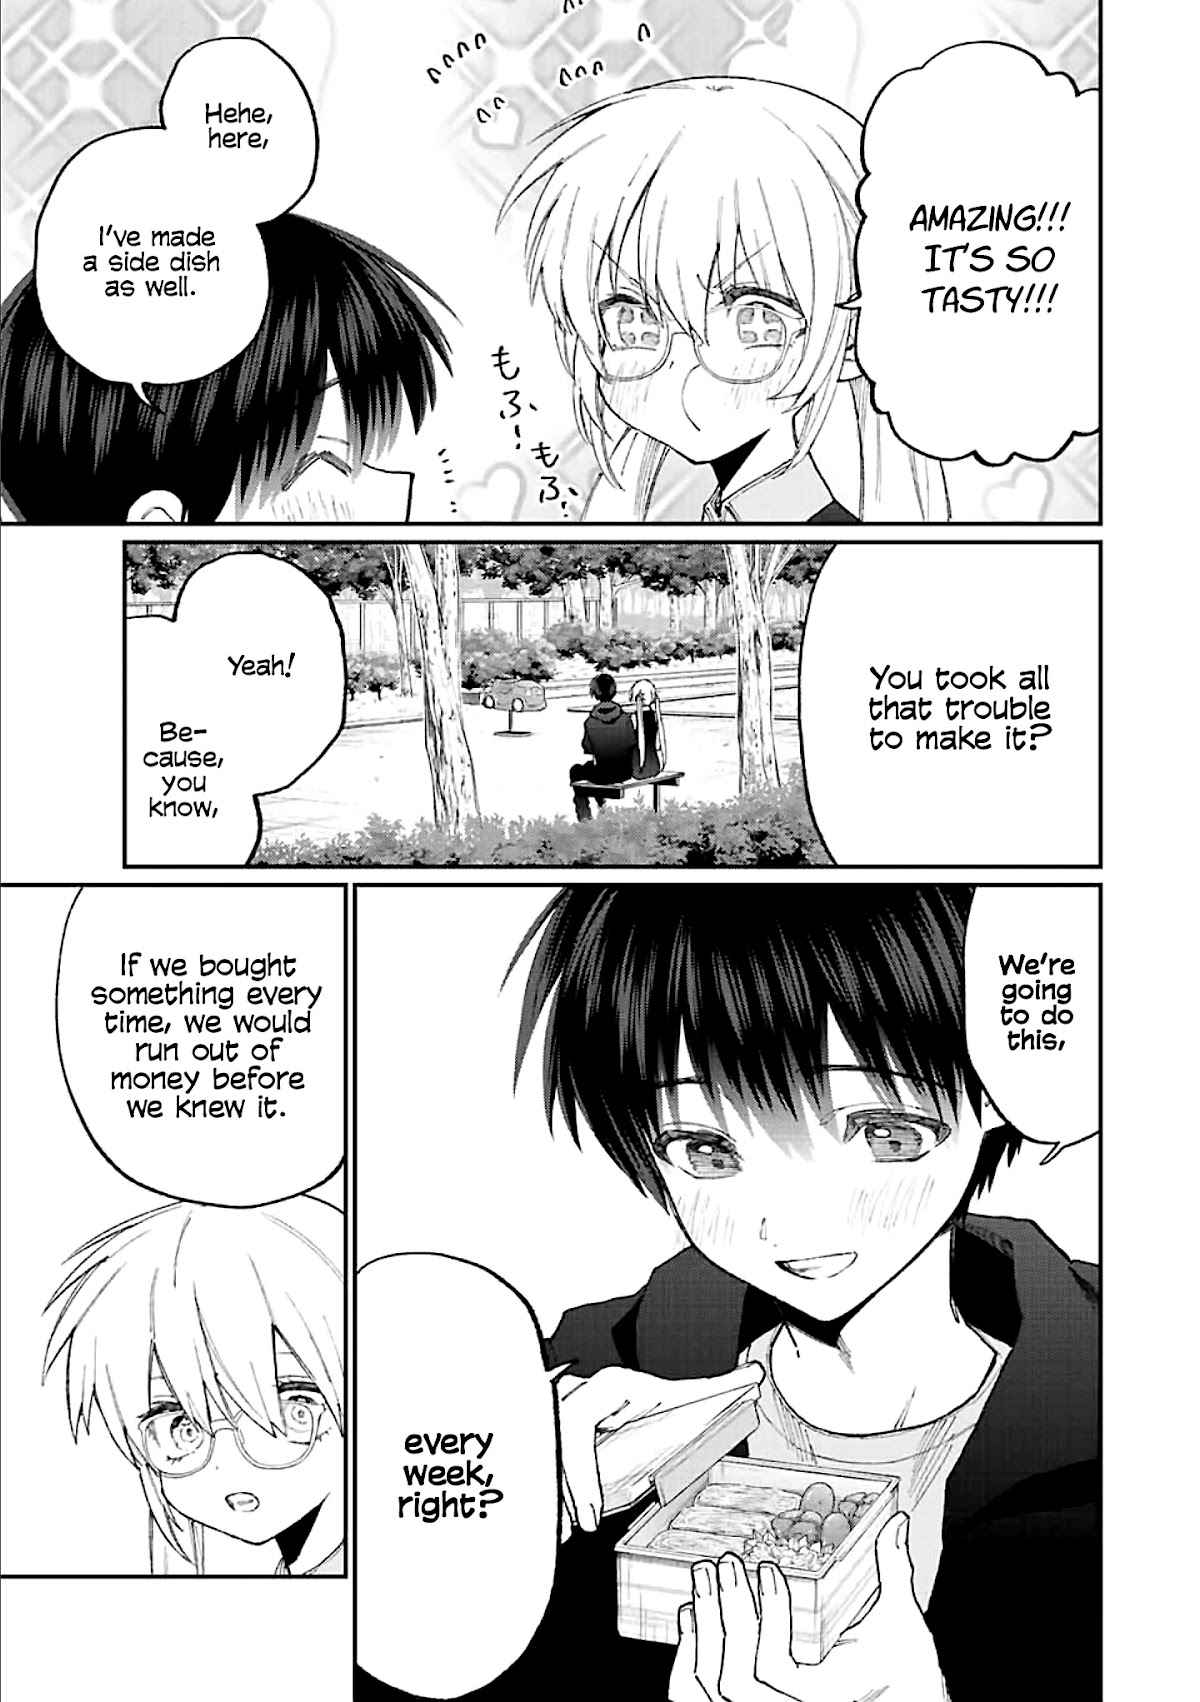 AMAZING!!!
IT'S SO
TASTY!!!
もふ!
もふ、
Hehe,
here,
I've made
a side dish
as well.
You took all
that trouble
to make it?
Yeah!
Be-
cause,
you
know,
We're
going
to do
this,
every
week,
right?
If we bought
something every
time, we would
run out of
money before
we knew it.